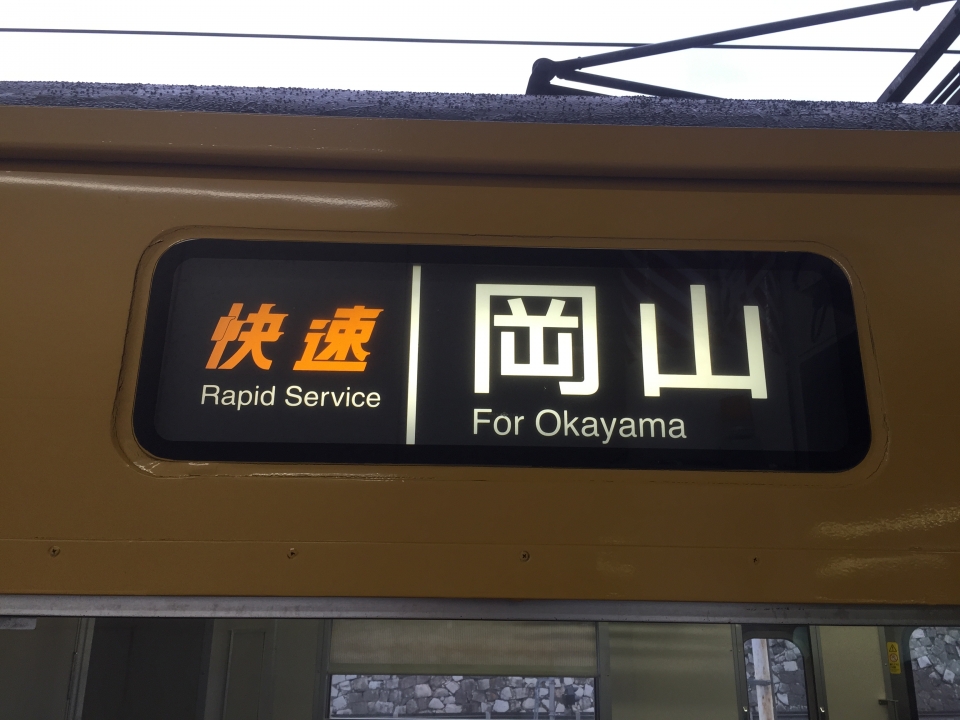 快速
Rapid Service
岡山
For Okayama